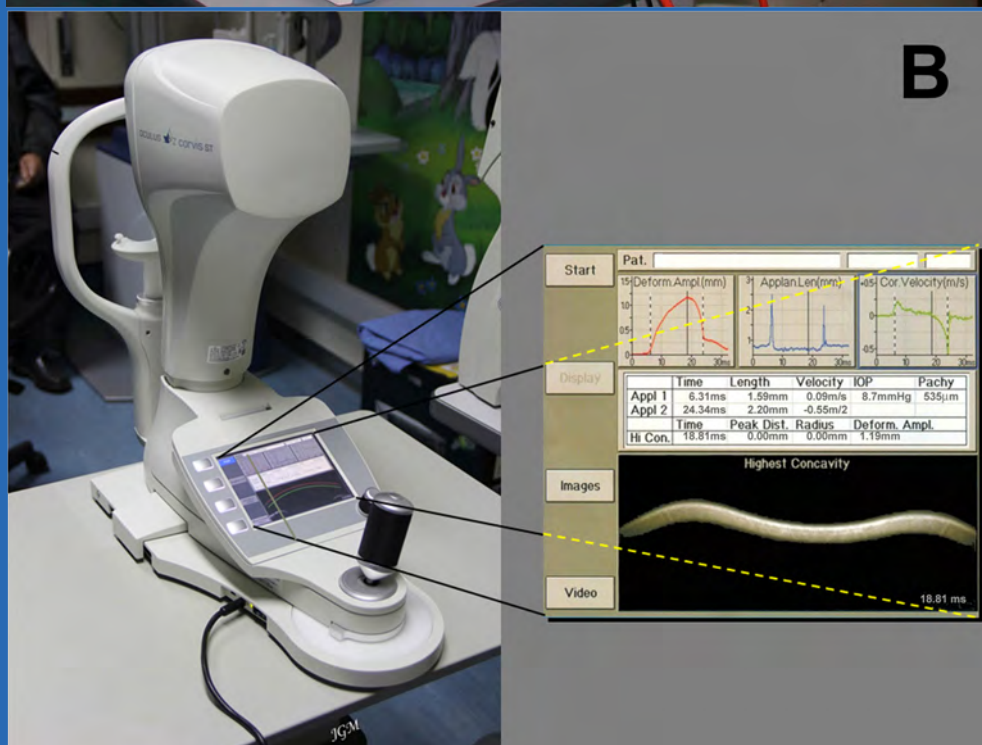 B
oculus corvis ST
Start
Pat.
Deform.Ampl.(mm)
Applan.Len(mm)
Cor.Velocity(m/s)
Display
Time Length Velocity IOP Pachy
Appl 1 6.31ms 1.59mm 0.09m/s 8.7mmHg 535µm
Appl 2 24.34ms 2.20mm -0.55m/2
Time Peak Dist. Radius Deform. Ampl.
Hi Con. 18.81ms 0.00mm 0.00mm 1.19mm
Highest Concavity
Images
Video
18.81 ms
JGM